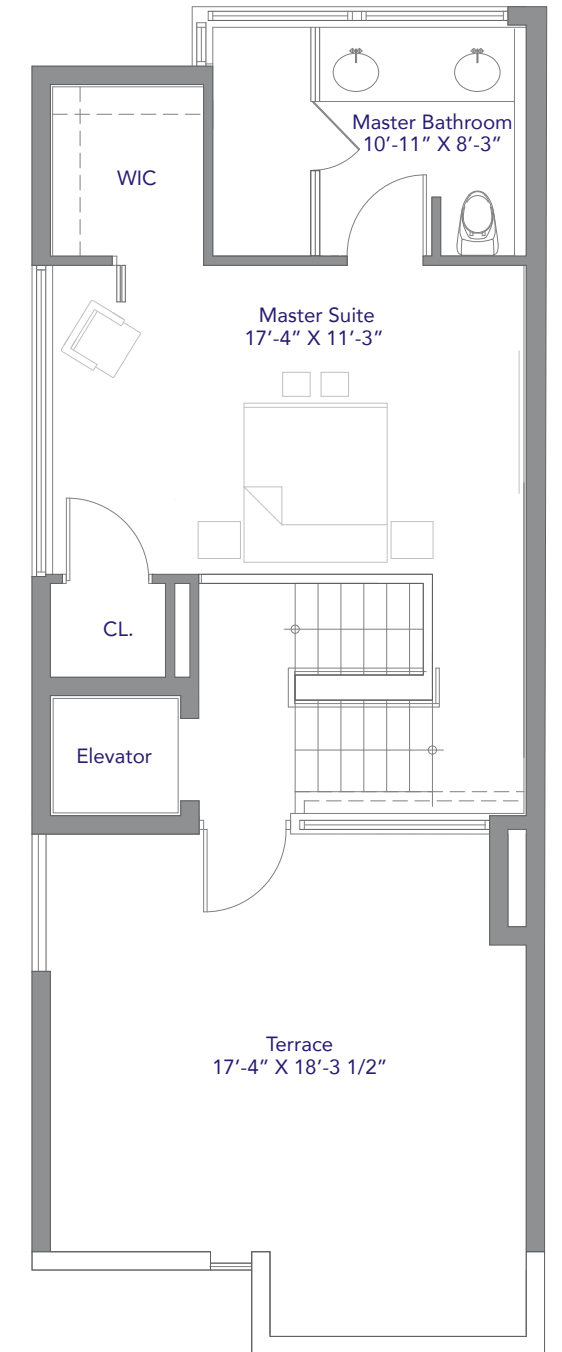 Master Bathroom
10’-11” X 8’-3”
WIC
Master Suite
17’-4” X 11’-3”
CL.
Elevator
Terrace
17’-4” X 18’-3 1/2”